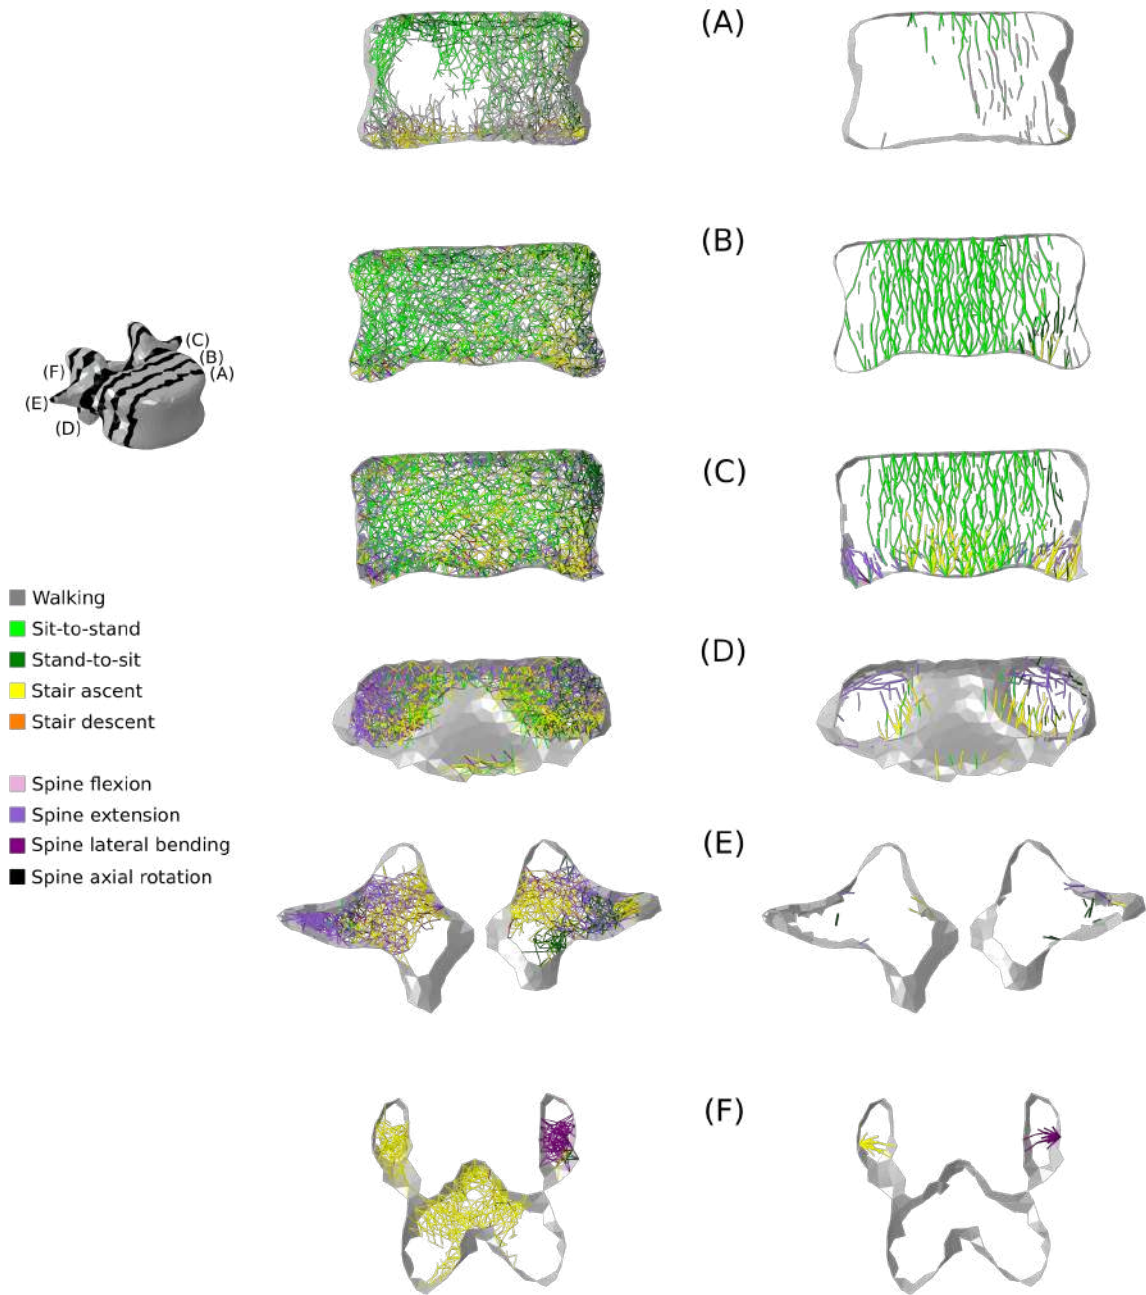 (A)
(B)
(C)
(B)
(A)
(F)
(E)
(D)
(C)
Walking
Sit-to-stand
Stand-to-sit
Stair ascent
Stair descent
(D)
Spine flexion
Spine extension
Spine lateral bending
Spine axial rotation
(E)
(F)